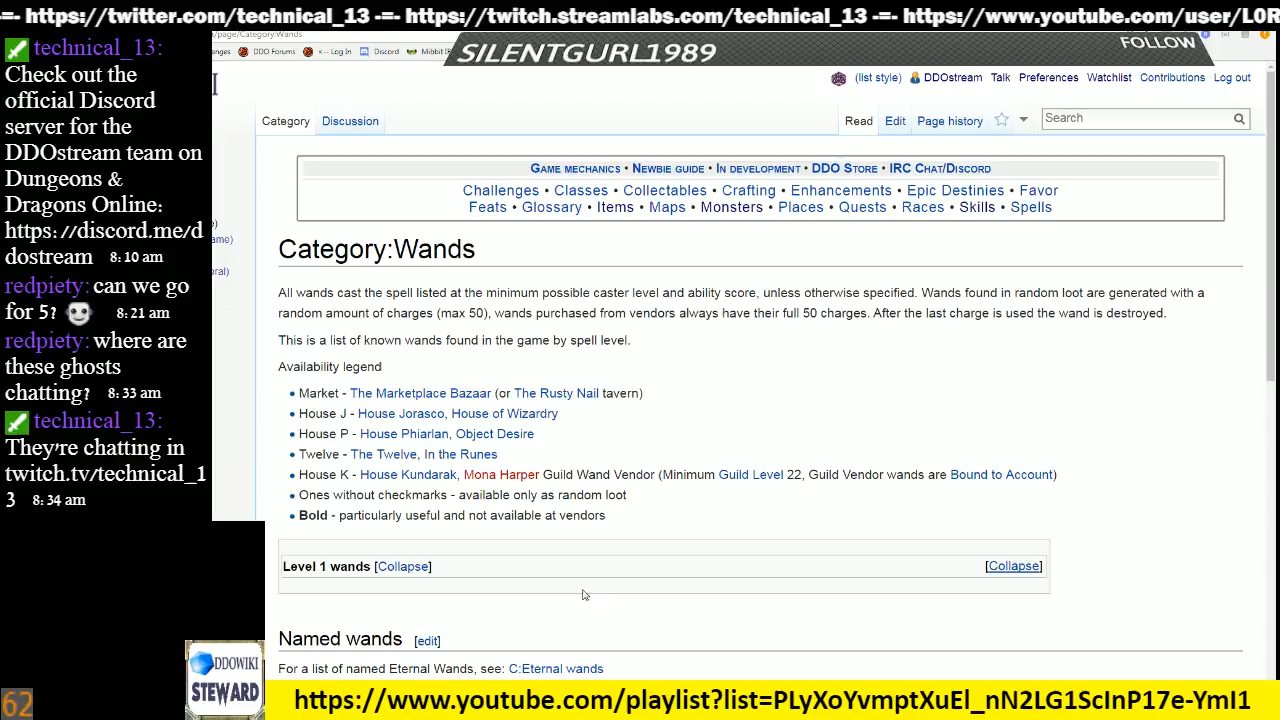 -=- https://twitter.com/technical_13 -=- https://twitch.streamlabs.com/technical_13 -=- https://www.youtube.com/user/L0R
/page/Category:Wands
DDO Forums <-- Log In Discord Mibbit
SILENTGURL1989
FOLLOW
technical_13:
Check out the
official Discord
server for the
DDOstream team on
Dungeons &
Dragons Online:
https://discord.me/d
dostream 8:10 am
redpiety: can we go
for 5? 8:21 am
redpiety: where are
these ghosts
chatting? 8:33 am
technical_13:
They're chatting in
twitch.tv/technical_1
3 8:34 am
(list style) DDOstream Talk Preferences Watchlist Contributions Log out
Category Discussion Read Edit Page history Search
Game mechanics • Newbie guide • In development • DDO Store • IRC Chat/Discord
Challenges • Classes • Collectables • Crafting • Enhancements • Epic Destinies • Favor
Feats • Glossary • Items • Maps • Monsters • Places • Quests • Races • Skills • Spells
Category:Wands
All wands cast the spell listed at the minimum possible caster level and ability score, unless otherwise specified. Wands found in random loot are generated with a
random amount of charges (max 50), wands purchased from vendors always have their full 50 charges. After the last charge is used the wand is destroyed.
This is a list of known wands found in the game by spell level.
Availability legend
• Market - The Marketplace Bazaar (or The Rusty Nail tavern)
• House J - House Jorasco, House of Wizardry
• House P - House Phiarlan, Object Desire
• Twelve - The Twelve, In the Runes
• House K - House Kundarak, Mona Harper Guild Wand Vendor (Minimum Guild Level 22, Guild Vendor wands are Bound to Account)
• Ones without checkmarks - available only as random loot
• Bold - particularly useful and not available at vendors
Level 1 wands [Collapse] [Collapse]
Named wands [edit]
For a list of named Eternal Wands, see: C:Eternal wands
DDOWIKI
STEWARD
62
https://www.youtube.com/playlist?list=PLyXoYvmptXuEl_nN2LG1ScInP17e-YmI1